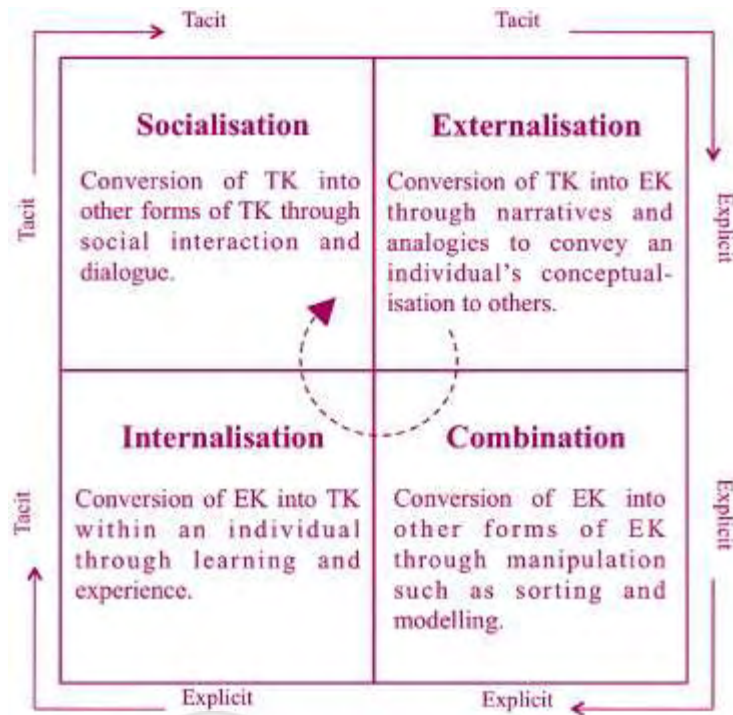 Tacit
Tacit
Socialisation
Conversion of TK into
other forms of TK through
social interaction and
dialogue.
Externalisation
Conversion of TK into EK
through narratives and
analogies to convey an
individual's conceptual-
isation to others.
Tacit
Explicit
Internalisation
Conversion of EK into TK
within an individual
through learning and
experience.
Combination
Conversion of EK into
other forms of EK
through manipulation
such as sorting and
modelling.
Tacit
Explicit
Explicit
Explicit